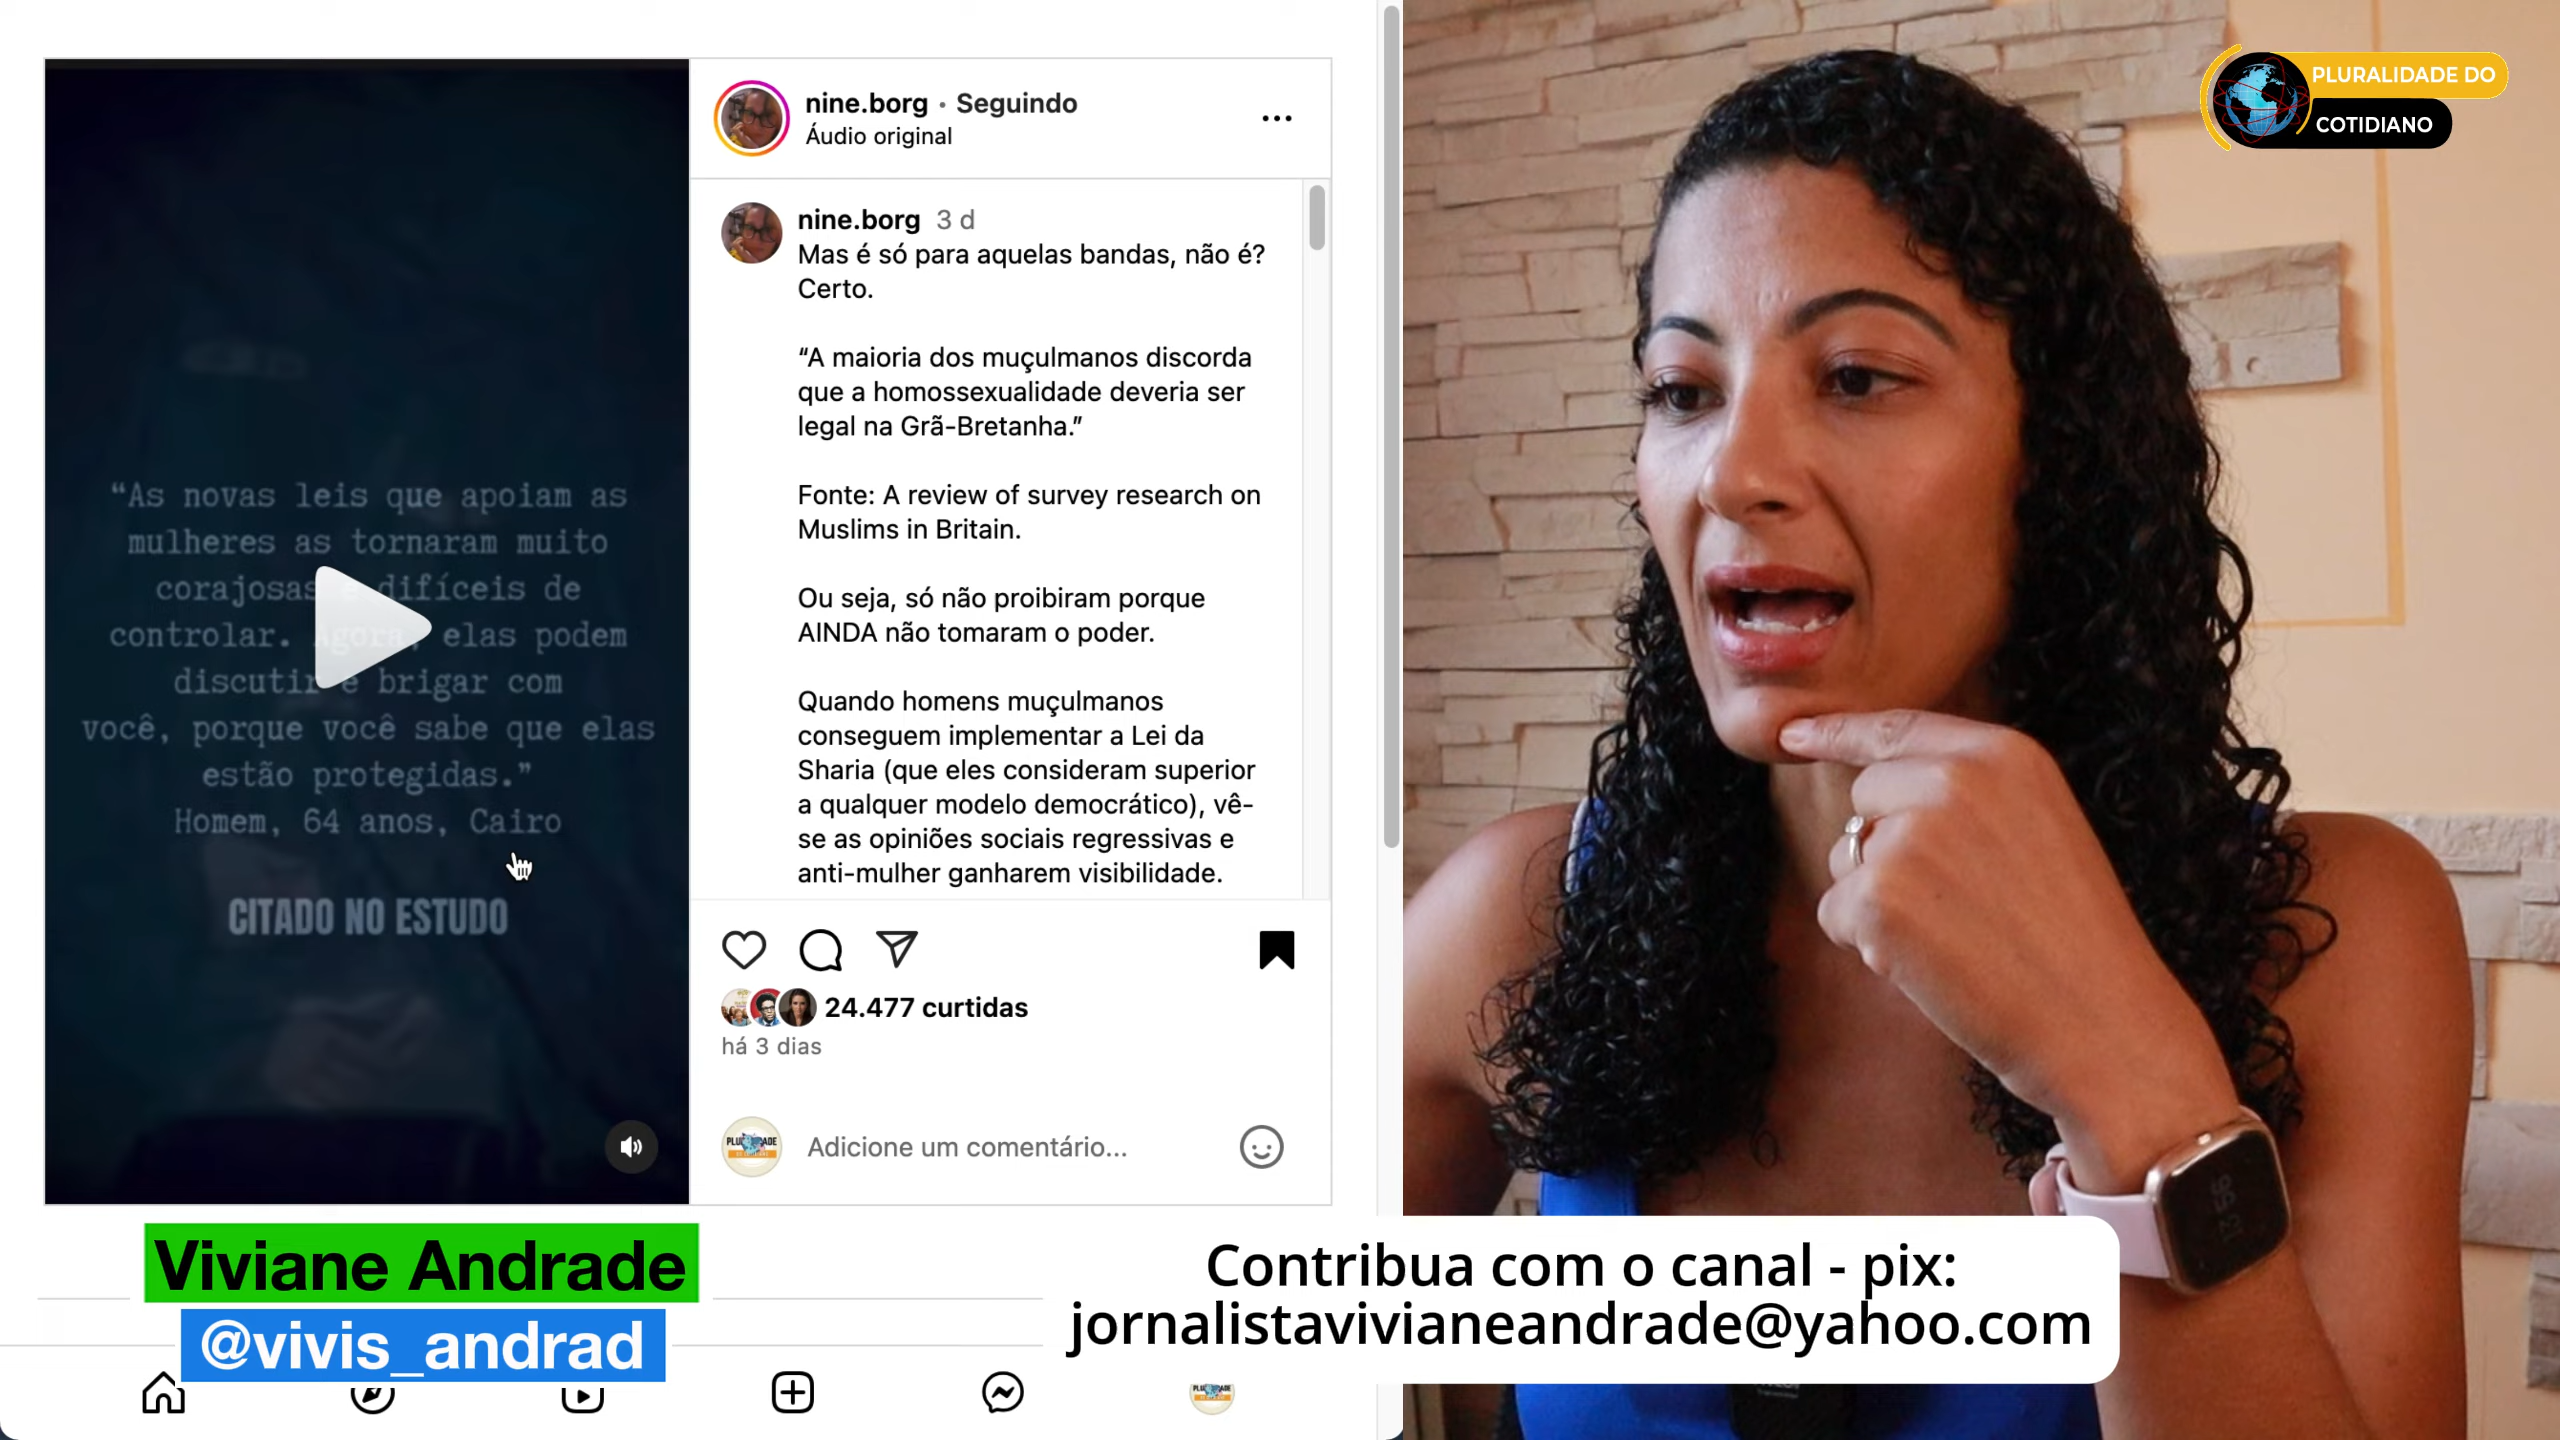 nine.borg • Seguindo
Áudio original
nine.borg 3 d
Mas é só para aquelas bandas, não é?
Certo.
“A maioria dos muçulmanos discorda
que a homossexualidade deveria ser
legal na Grã-Bretanha.”
Fonte: A review of survey research on
Muslims in Britain.
Ou seja, só não proibiram porque
AINDA não tomaram o poder.
Quando homens muçulmanos
conseguem implementar a Lei da
Sharia (que eles consideram superior
a qualquer modelo democrático), vê-
se as opiniões sociais regressivas e
anti-mulher ganharem visibilidade.
24.477 curtidas
há 3 dias
Adicione um comentário...
“As novas leis que apoiam as
mulheres as tornaram muito
corajosas e difíceis de
controlar. Agora, elas podem
discutir e brigar com
você, porque você sabe que elas
estão protegidas.”
Homem, 64 anos, Cairo
CITADO NO ESTUDO
PLURALIDADE DO
COTIDIANO
Viviane Andrade
@vivis_andrad
Contribua com o canal - pix:
jornalistavivianeandrade@yahoo.com